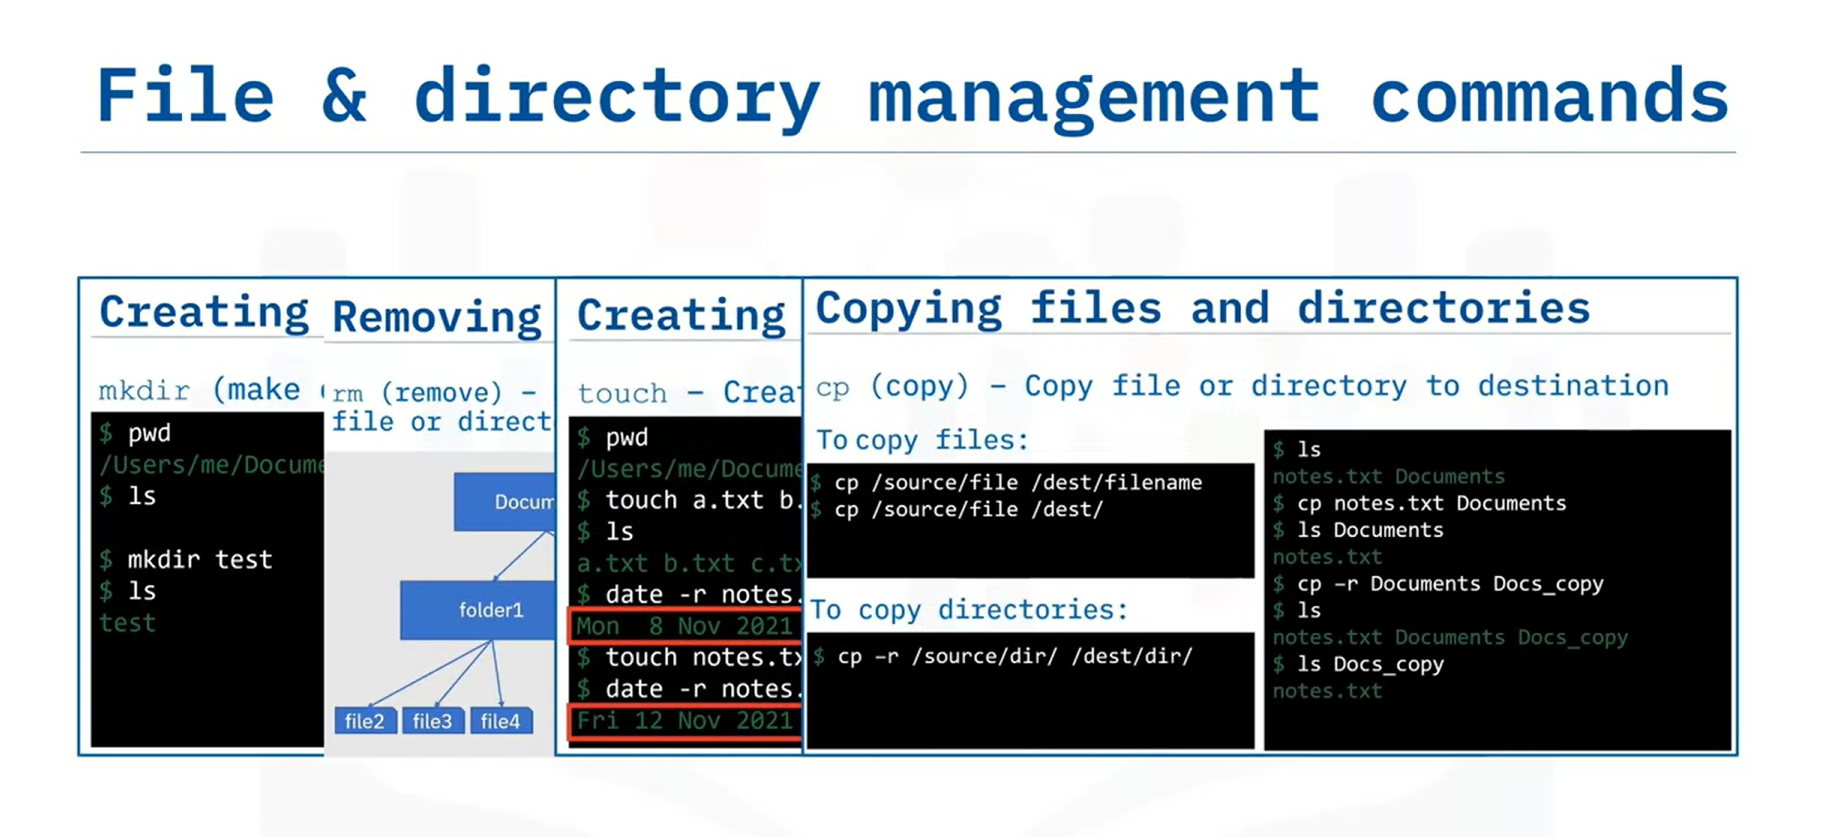 File & directory management commands
Creating
mkdir (make
$ pwd
/Users/me/Docume
$ ls
$ mkdir test
$ ls
test
Removing
rm (remove) –
file or direct
Docum
folder1
file2 file3 file4
Creating
touch – Creat
$ pwd
/Users/me/Docume
$ touch a.txt b.
$ ls
a.txt b.txt c.tx
$ date -r notes.
Mon  8 Nov 2021
$ touch notes.tx
$ date -r notes.
Fri 12 Nov 2021
Copying files and directories
cp (copy) – Copy file or directory to destination
To copy files:
$ cp /source/file /dest/filename
$ cp /source/file /dest/
To copy directories:
$ cp –r /source/dir/ /dest/dir/
$ ls
notes.txt Documents
$ cp notes.txt Documents
$ ls Documents
notes.txt
$ cp –r Documents Docs_copy
$ ls
notes.txt Documents Docs_copy
$ ls Docs_copy
notes.txt